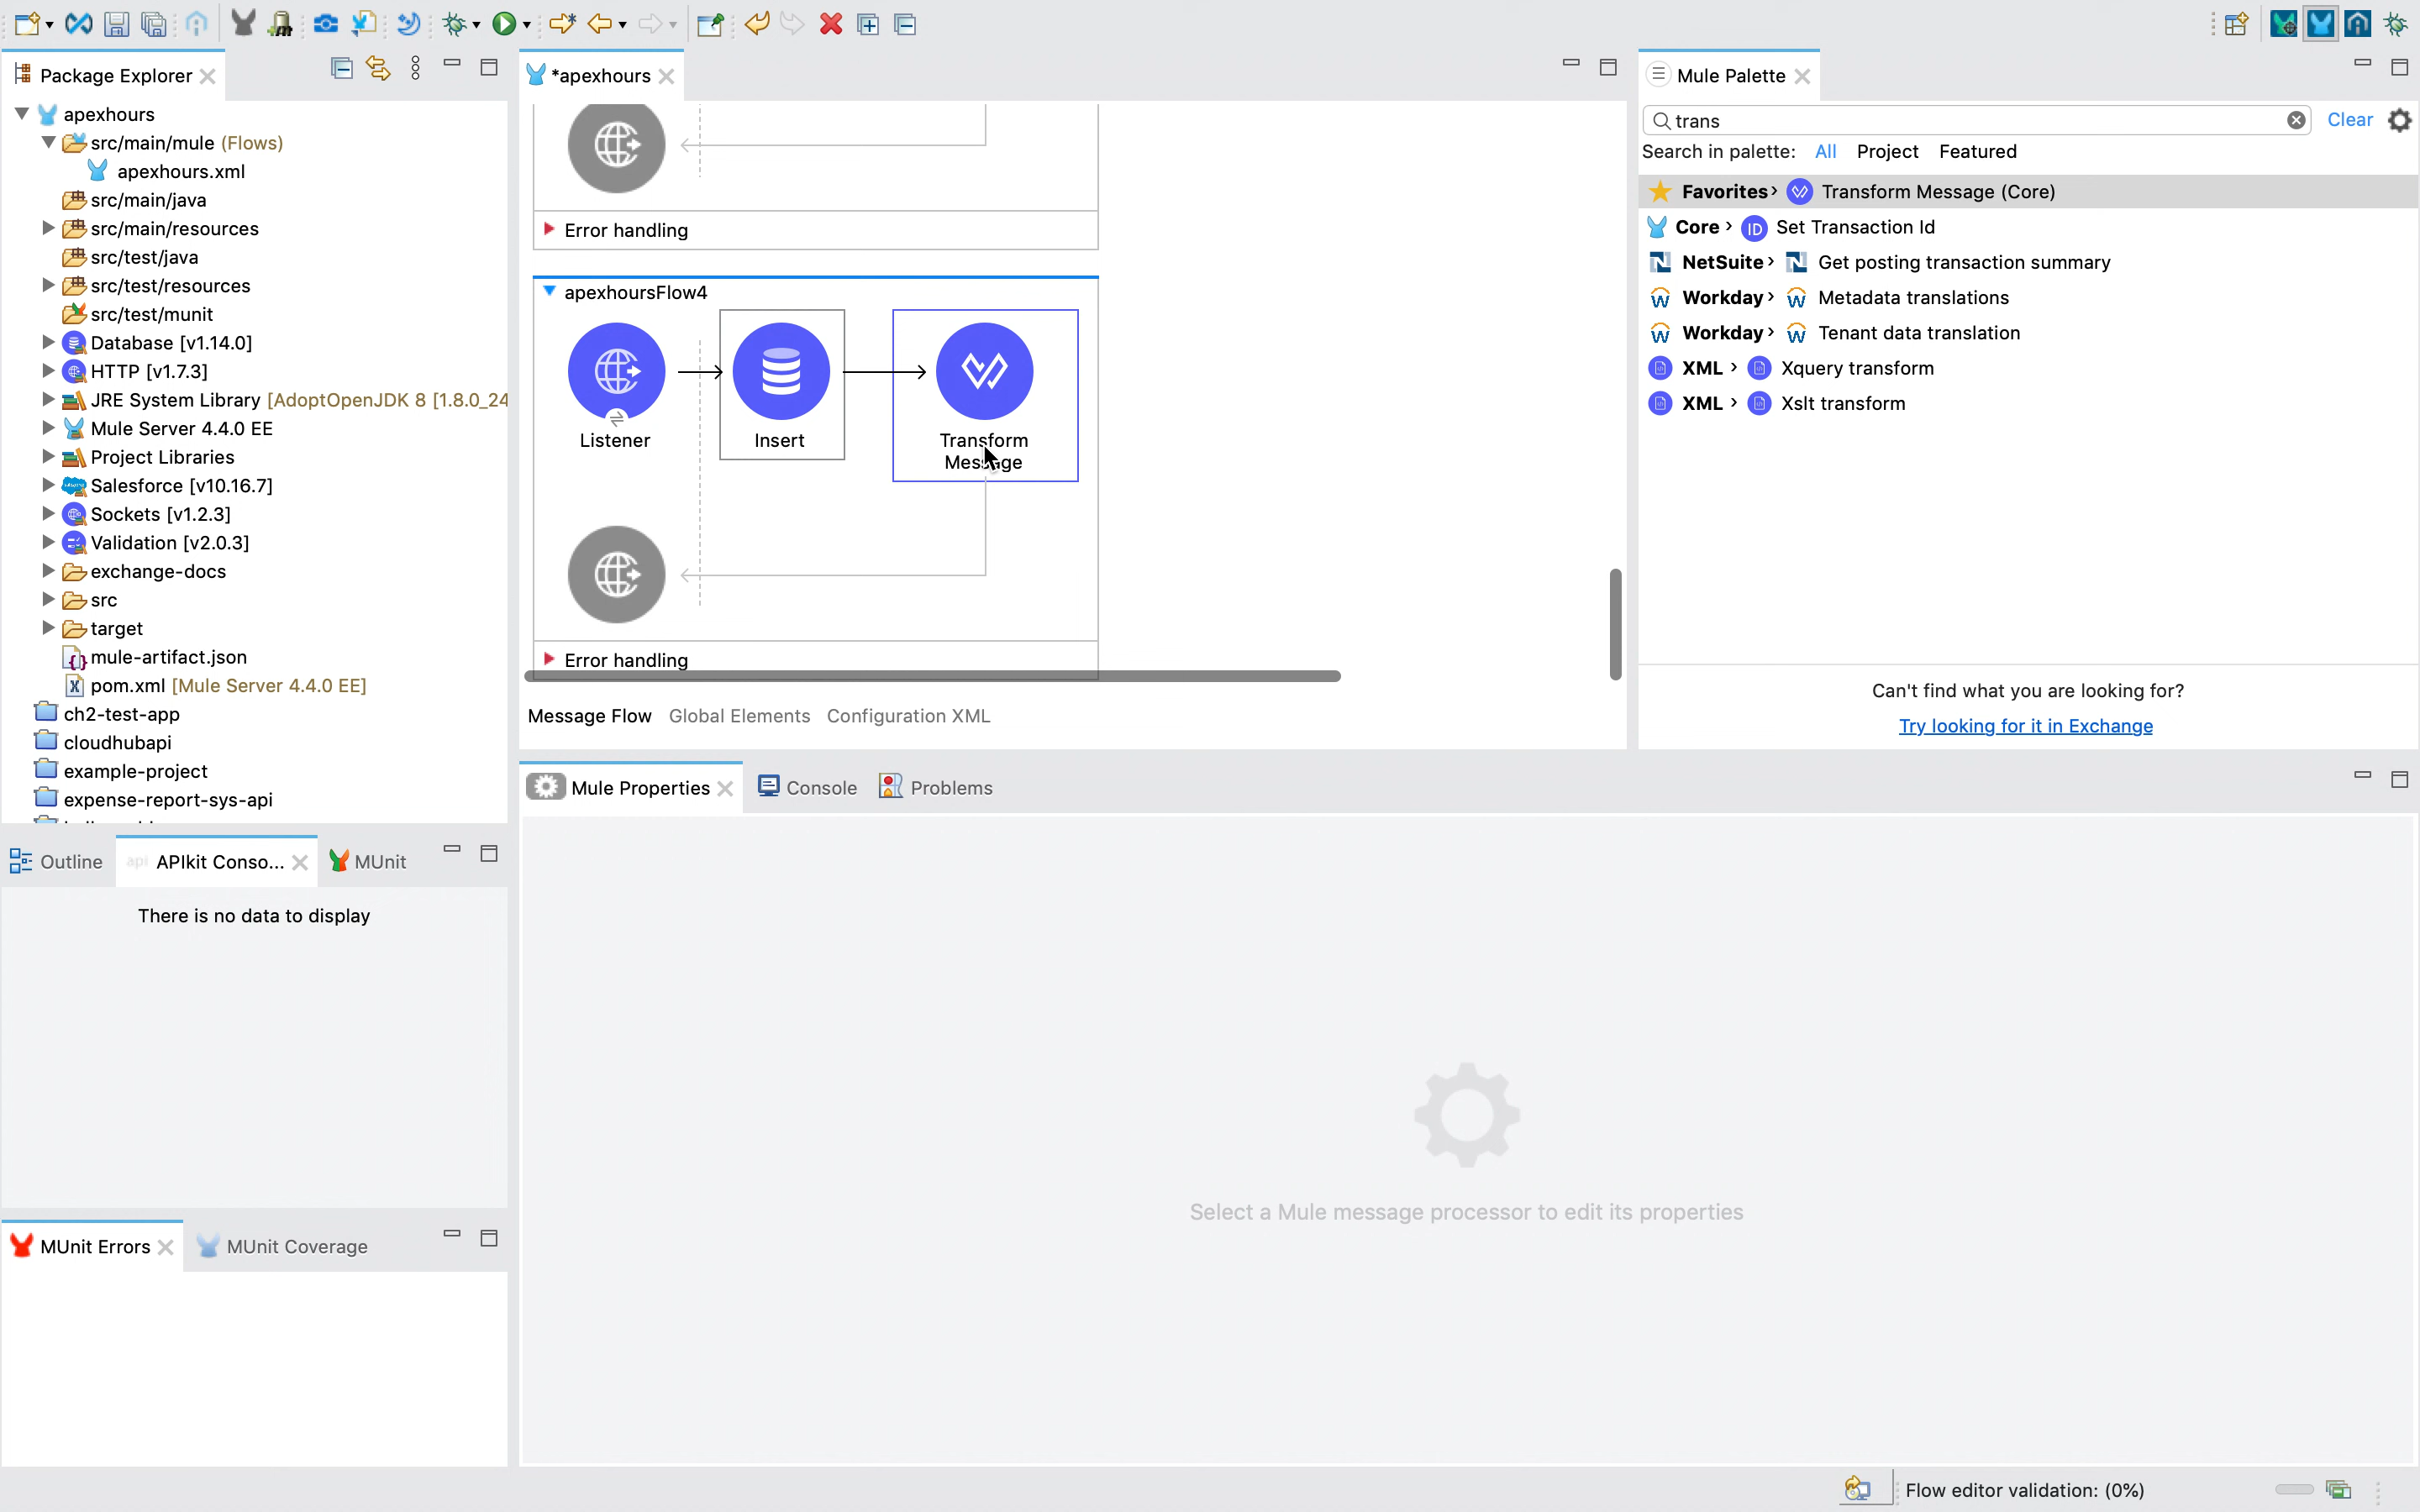 Package Explorer
*apexhours
Mule Palette
apexhours
src/main/mule (Flows)
apexhours.xml
src/main/java
src/main/resources
src/test/java
src/test/resources
src/test/munit
Database [v1.14.0]
HTTP [v1.7.3]
JRE System Library [AdoptOpenJDK 8 [1.8.0_24
Mule Server 4.4.0 EE
Project Libraries
Salesforce [v10.16.7]
Sockets [v1.2.3]
Validation [v2.0.3]
exchange-docs
src
target
mule-artifact.json
pom.xml [Mule Server 4.4.0 EE]
ch2-test-app
cloudhubapi
example-project
expense-report-sys-api
Error handling
apexhoursFlow4
Listener
Insert
Transform
Message
Error handling
Message Flow Global Elements Configuration XML
trans
Clear
Search in palette: All Project Featured
Favorites› Transform Message (Core)
Core › ID Set Transaction Id
NetSuite› Get posting transaction summary
Workday› Metadata translations
Workday› Tenant data translation
XML › Xquery transform
XML › Xslt transform
Can't find what you are looking for?
Try looking for it in Exchange
Outline
api APIkit Conso...
MUnit
There is no data to display
MUnit Errors
MUnit Coverage
Mule Properties
Console
Problems
Select a Mule message processor to edit its properties
Flow editor validation: (0%)